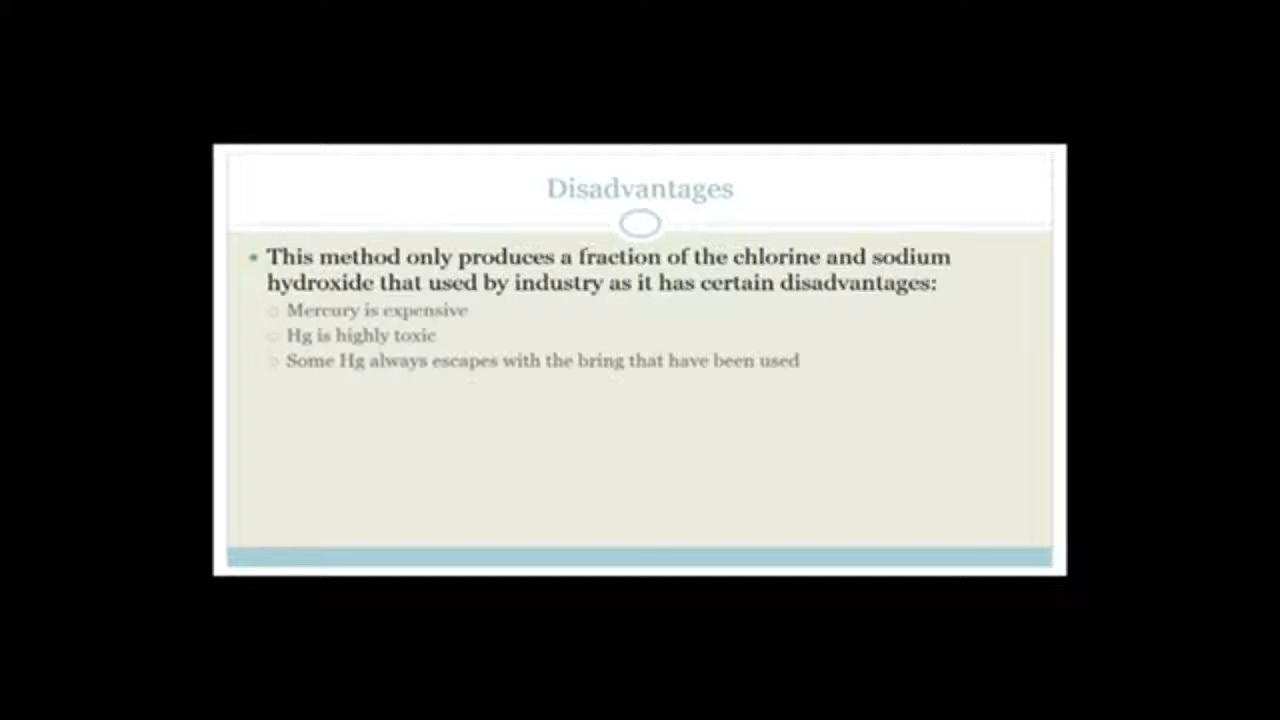 Disadvantages
• This method only produces a fraction of the chlorine and sodium
hydroxide that used by industry as it has certain disadvantages:
○ Mercury is expensive
○ Hg is highly toxic
○ Some Hg always escapes with the bring that have been used